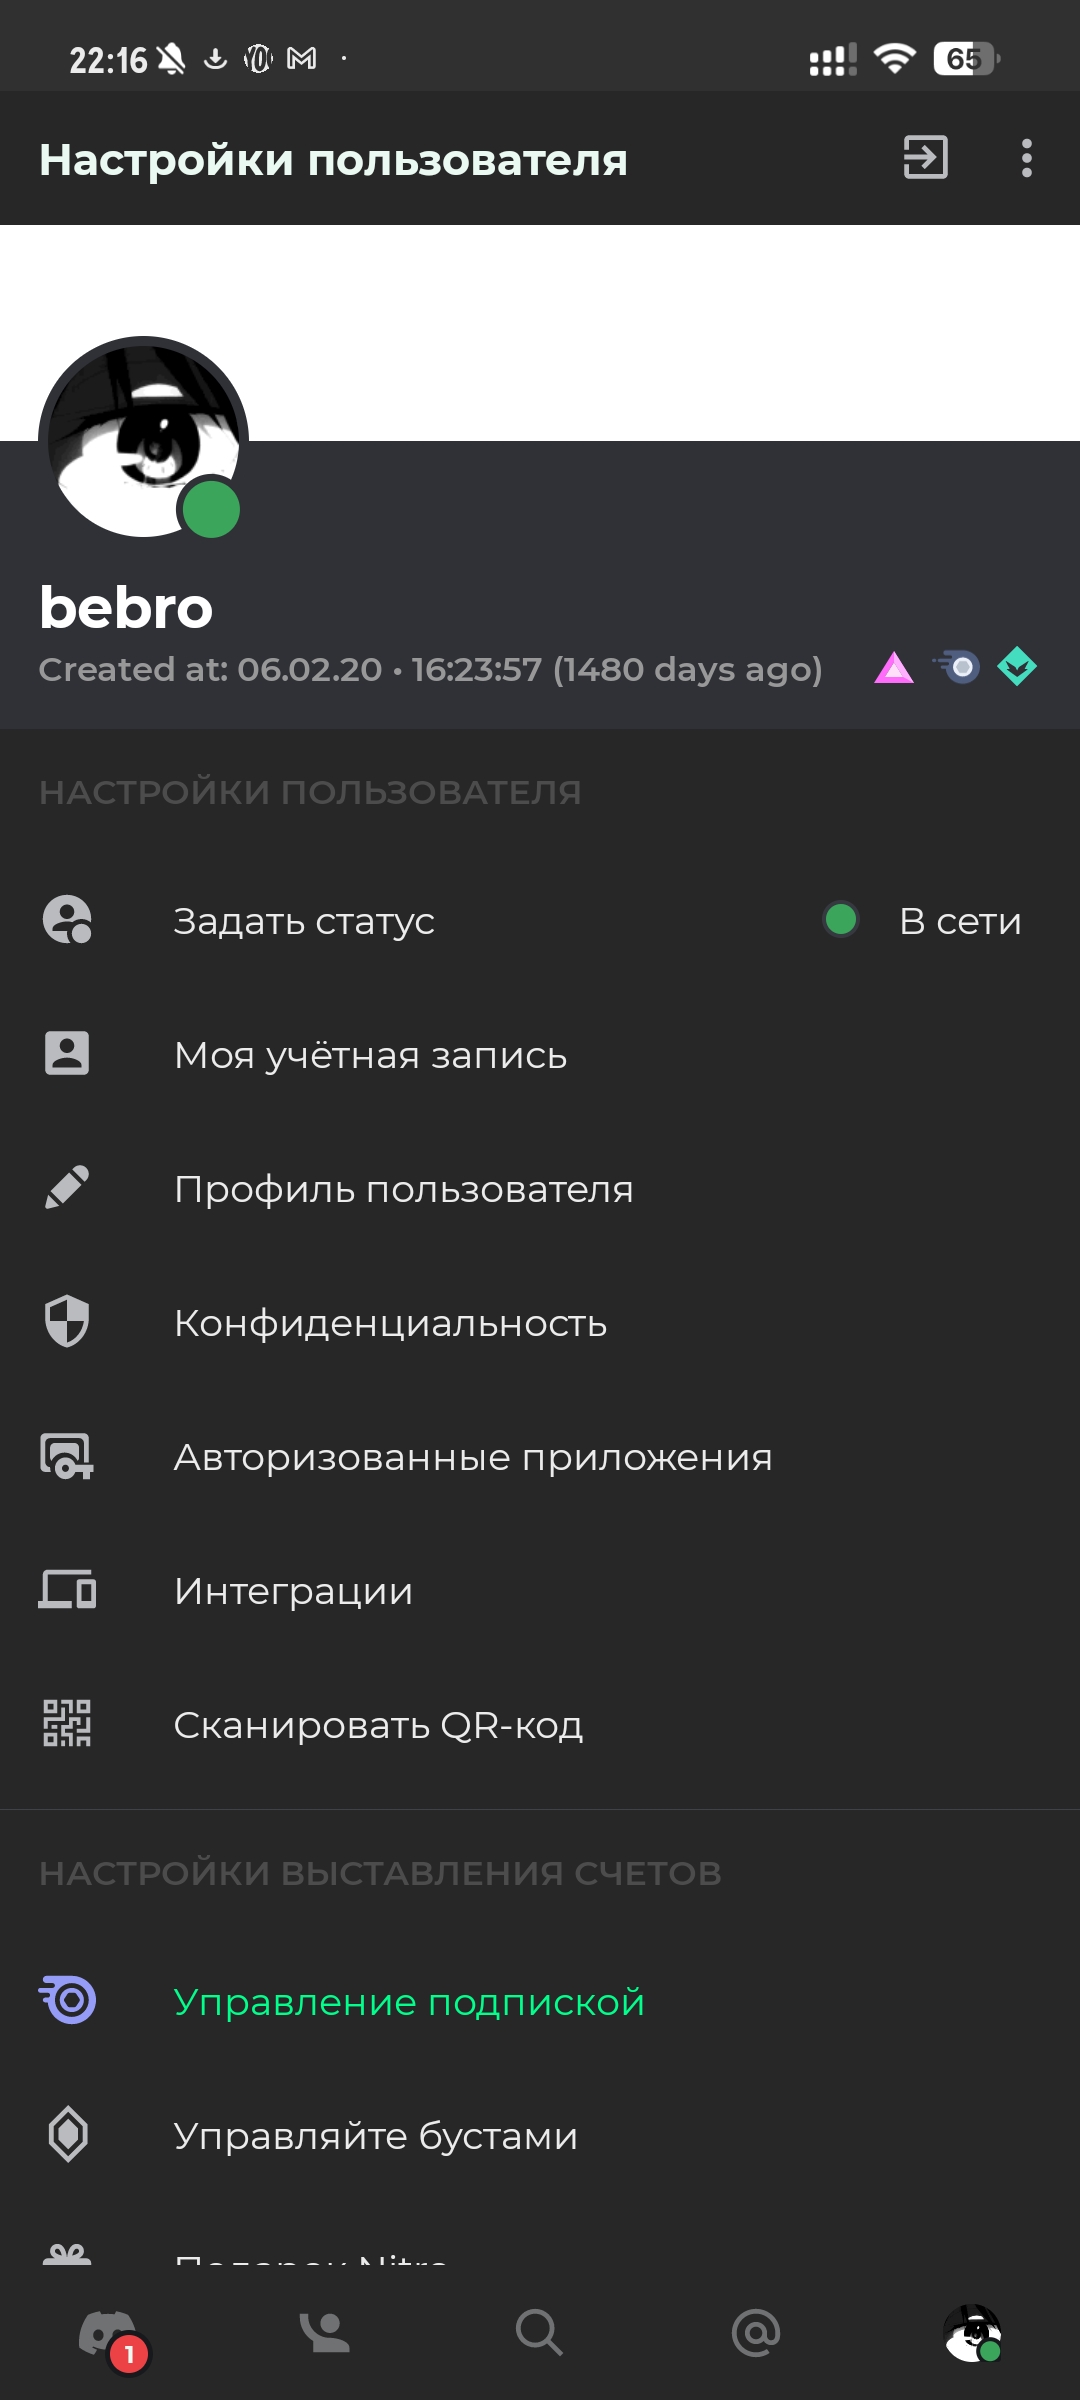 22:16
65
Настройки пользователя
bebro
Created at: 06.02.20 • 16:23:57 (1480 days ago)
НАСТРОЙКИ ПОЛЬЗОВАТЕЛЯ
Задать статус
В сети
Моя учётная запись
Профиль пользователя
Конфиденциальность
Авторизованные приложения
Интеграции
Сканировать QR-код
НАСТРОЙКИ ВЫСТАВЛЕНИЯ СЧЕТОВ
Управление подпиской
Управляйте бустами
Подарок Nitro
1